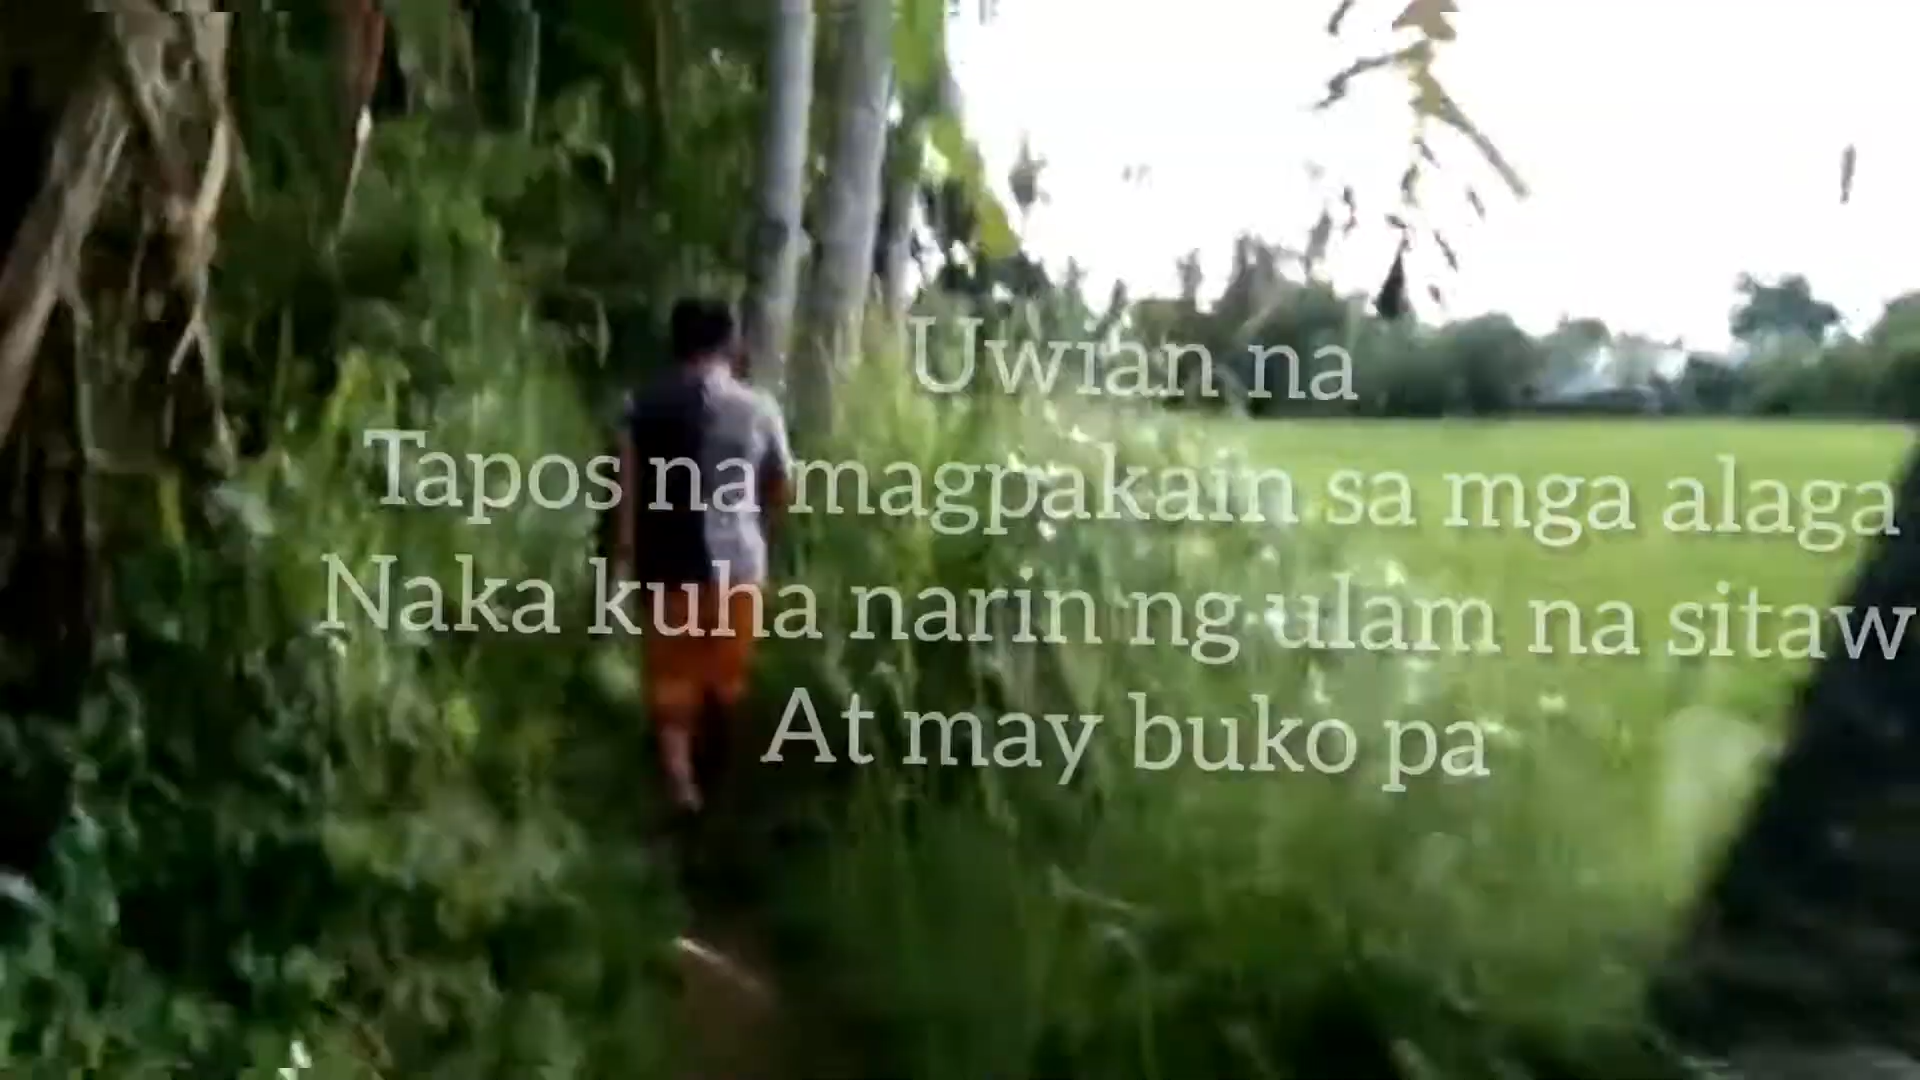 Uwian na
Tapos na magpakain sa mga alaga
Naka kuha narin ng ulam na sitaw
At may buko pa